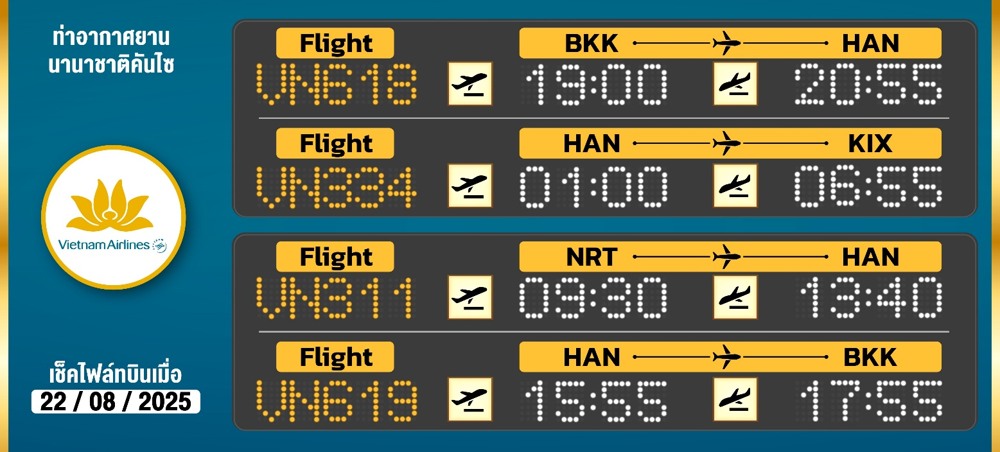 ท่าอากาศยาน
นานาชาติคันไซ
Vietnam Airlines
เช็คไฟล์ทบินเมื่อ
22 / 08 / 2025
Flight BKK HAN
VN618 19:00 20:55
Flight HAN KIX
VN334 01:00 06:55
Flight NRT HAN
VN311 09:30 13:40
Flight HAN BKK
VN619 15:55 17:55